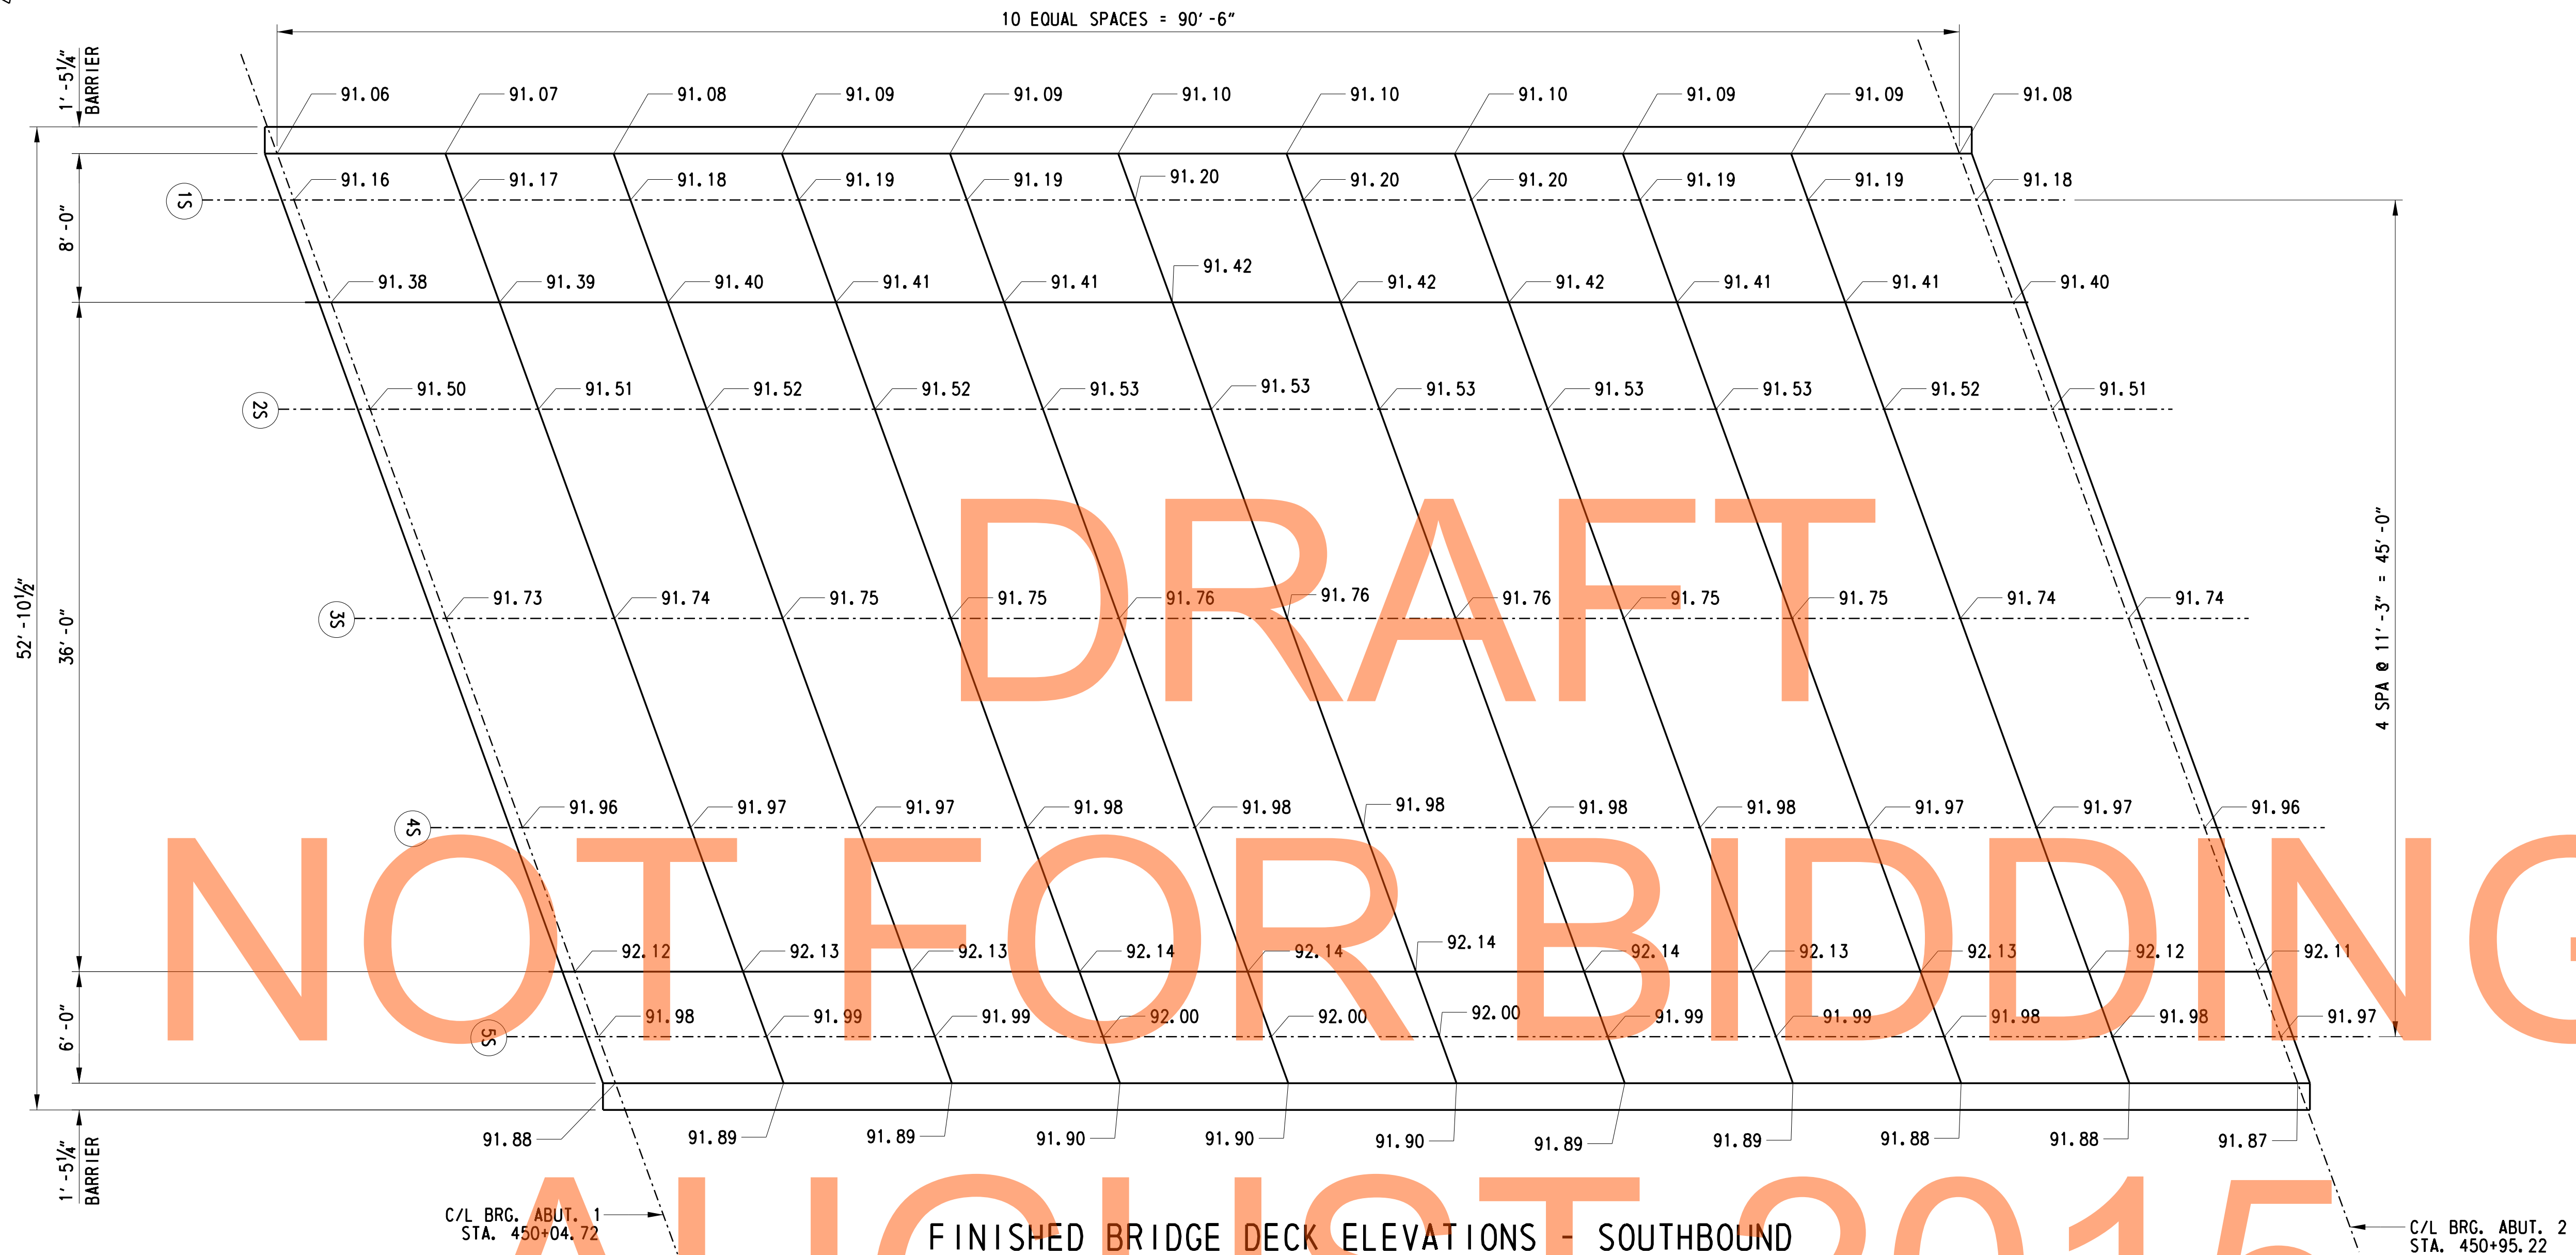 10 EQUAL SPACES = 90'-6"
1'-5¼" BARRIER
91.06 91.07 91.08 91.09 91.09 91.10 91.10 91.10 91.09 91.09 91.08
1S 91.16 91.17 91.18 91.19 91.19 91.20 91.20 91.20 91.19 91.19 91.18
8'-0"
91.38 91.39 91.40 91.41 91.41 91.42 91.42 91.42 91.41 91.41 91.40
2S 91.50 91.51 91.52 91.52 91.53 91.53 91.53 91.53 91.53 91.52 91.51
DRAFT
52'-10½"
36'-0"
4 SPA @ 11'-3" = 45'-0"
3S 91.73 91.74 91.75 91.75 91.76 91.76 91.76 91.75 91.75 91.74 91.74
4S 91.96 91.97 91.97 91.98 91.98 91.98 91.98 91.98 91.97 91.97 91.96
NOT FOR BIDDING
92.12 92.13 92.13 92.14 92.14 92.14 92.14 92.13 92.13 92.12 92.11
6'-0"
5S 91.98 91.99 91.99 92.00 92.00 92.00 91.99 91.99 91.98 91.98 91.97
91.88 91.89 91.89 91.90 91.90 91.90 91.89 91.89 91.88 91.88 91.87
1'-5¼" BARRIER
AUGUST 2015
C/L BRG. ABUT. 1
STA. 450+04.72
FINISHED BRIDGE DECK ELEVATIONS - SOUTHBOUND
C/L BRG. ABUT. 2
STA. 450+95.22